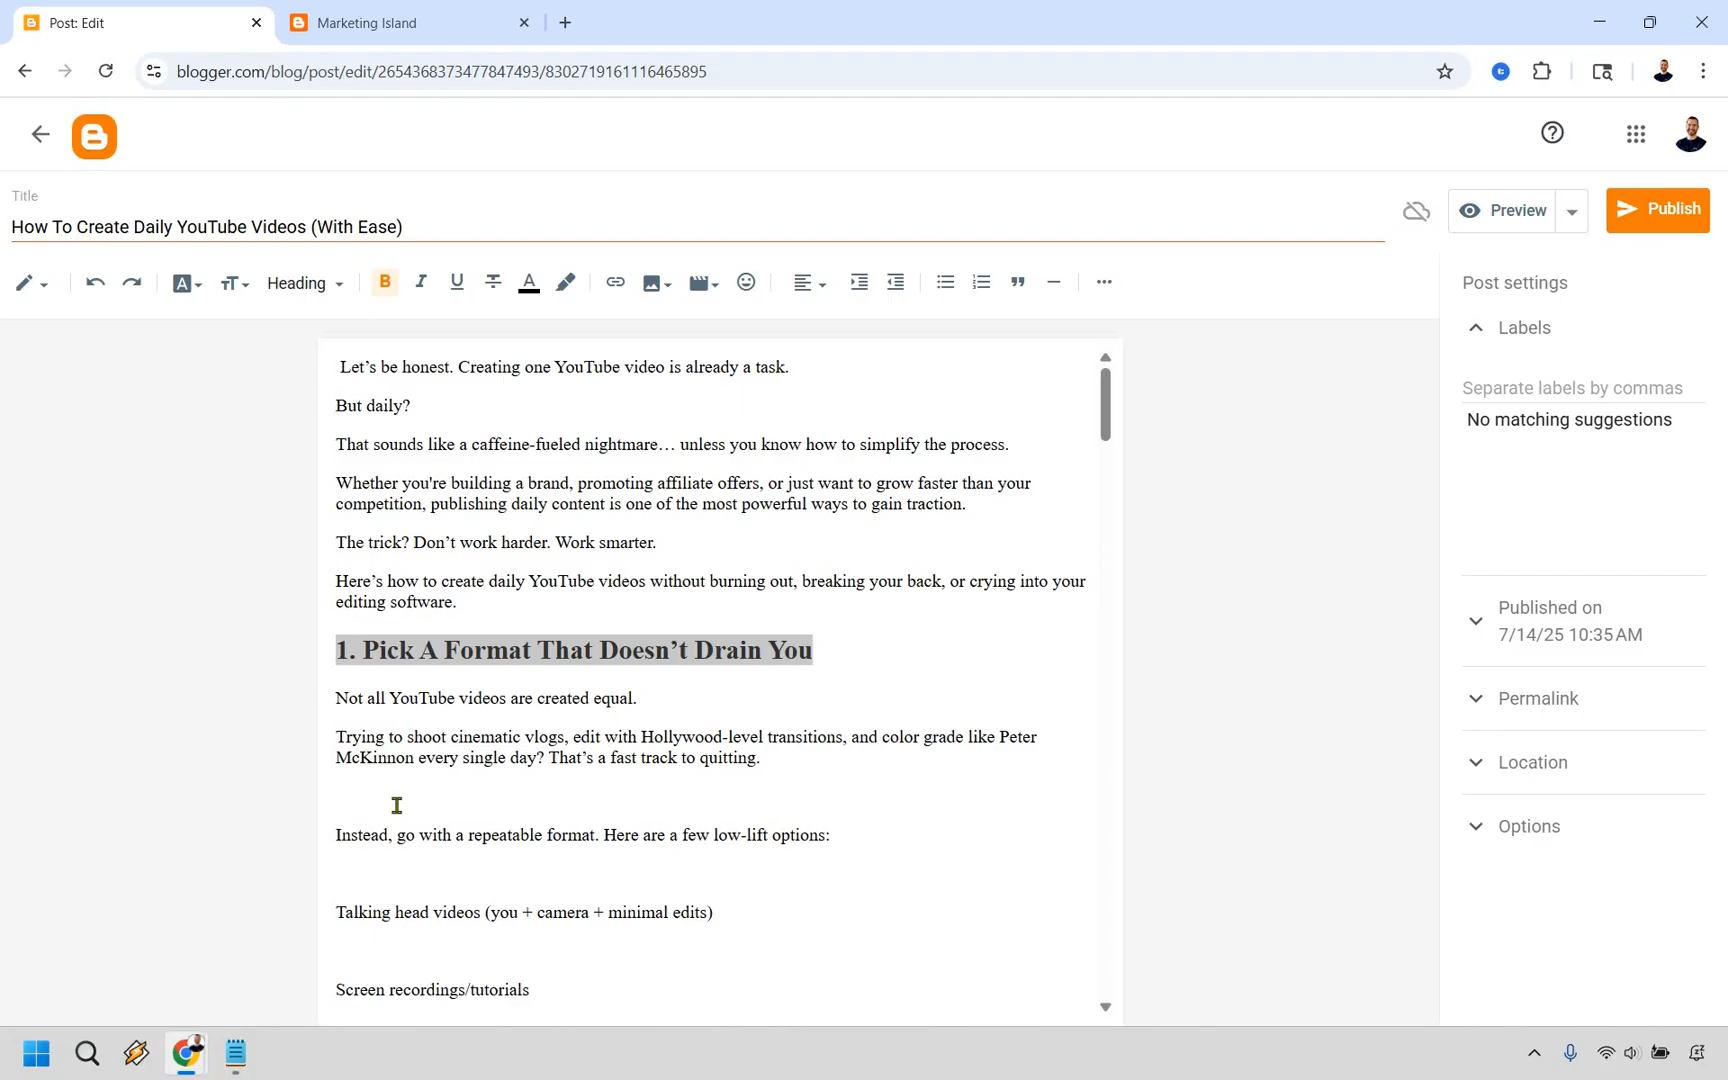 Post: Edit
Marketing Island
blogger.com/blog/post/edit/2654368373477847493/8302719161116465895
Title
How To Create Daily YouTube Videos (With Ease)
Preview
Publish
Heading
B
Post settings
Labels
Separate labels by commas
No matching suggestions
Published on
7/14/25 10:35 AM
Permalink
Location
Options
Let’s be honest. Creating one YouTube video is already a task.
But daily?
That sounds like a caffeine-fueled nightmare… unless you know how to simplify the process.
Whether you're building a brand, promoting affiliate offers, or just want to grow faster than your
competition, publishing daily content is one of the most powerful ways to gain traction.
The trick? Don’t work harder. Work smarter.
Here’s how to create daily YouTube videos without burning out, breaking your back, or crying into your
editing software.
1. Pick A Format That Doesn’t Drain You
Not all YouTube videos are created equal.
Trying to shoot cinematic vlogs, edit with Hollywood-level transitions, and color grade like Peter
McKinnon every single day? That’s a fast track to quitting.
Instead, go with a repeatable format. Here are a few low-lift options:
Talking head videos (you + camera + minimal edits)
Screen recordings/tutorials